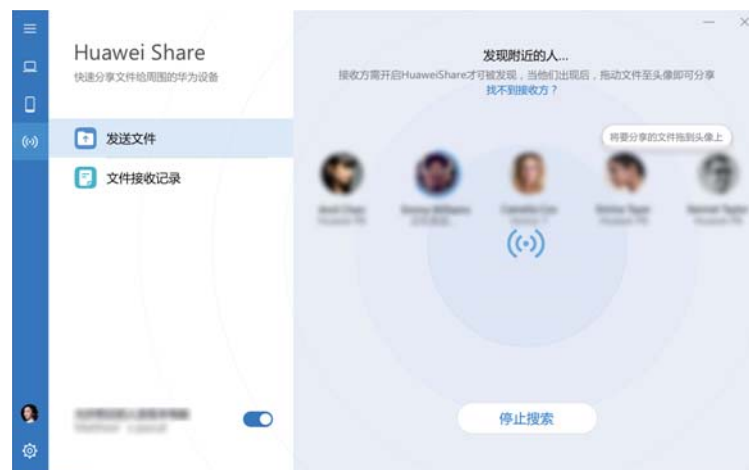 Huawei Share
快速分享文件给周围的华为设备
发送文件
文件接收记录
发现附近的人...
接收方需开启HuaweiShare才可被发现，当他们出现后，拖动文件至头像即可分享
找不到接收方？
将要分享的文件拖到头像上
停止搜索